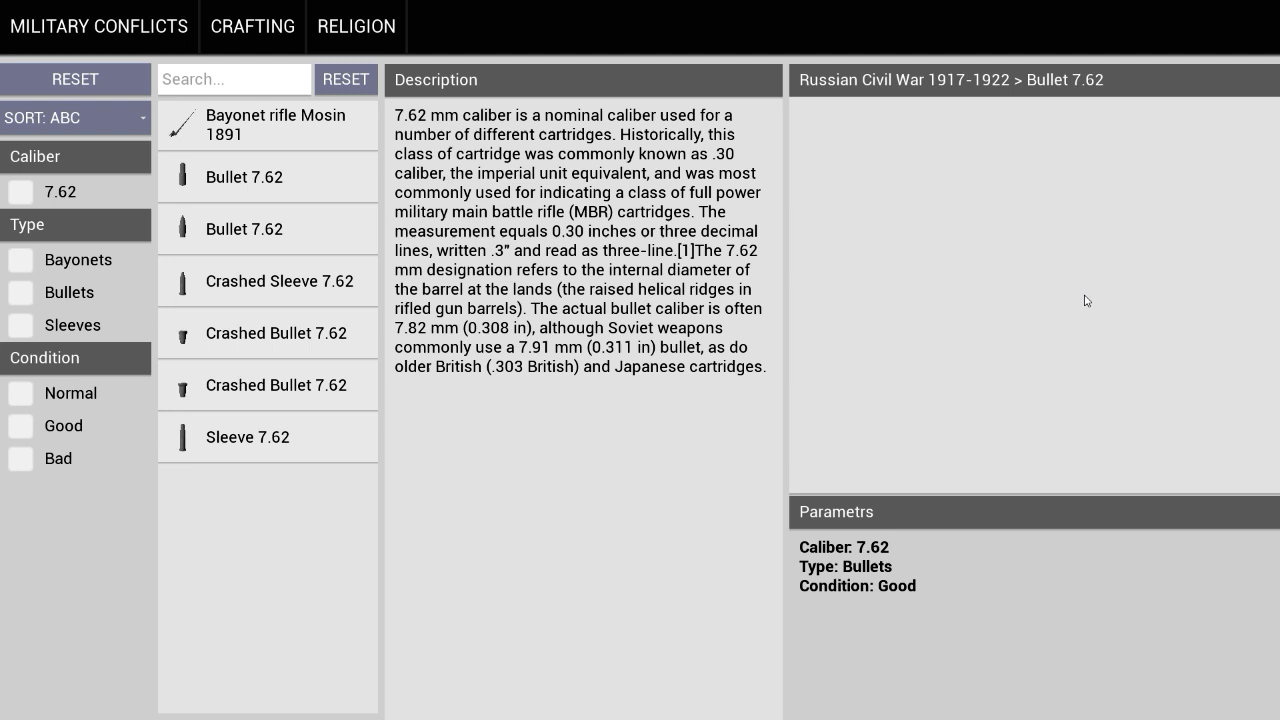 MILITARY CONFLICTS
CRAFTING
RELIGION
RESET
SORT: ABC
Caliber
7.62
Type
Bayonets
Bullets
Sleeves
Condition
Normal
Good
Bad
Search...
RESET
Bayonet rifle Mosin
1891
Bullet 7.62
Bullet 7.62
Crashed Sleeve 7.62
Crashed Bullet 7.62
Crashed Bullet 7.62
Sleeve 7.62
Description
7.62 mm caliber is a nominal caliber used for a
number of different cartridges. Historically, this
class of cartridge was commonly known as .30
caliber, the imperial unit equivalent, and was most
commonly used for indicating a class of full power
military main battle rifle (MBR) cartridges. The
measurement equals 0.30 inches or three decimal
lines, written .3" and read as three-line.[1]The 7.62
mm designation refers to the internal diameter of
the barrel at the lands (the raised helical ridges in
rifled gun barrels). The actual bullet caliber is often
7.82 mm (0.308 in), although Soviet weapons
commonly use a 7.91 mm (0.311 in) bullet, as do
older British (.303 British) and Japanese cartridges.
Russian Civil War 1917-1922 > Bullet 7.62
Parametrs
Caliber: 7.62
Type: Bullets
Condition: Good